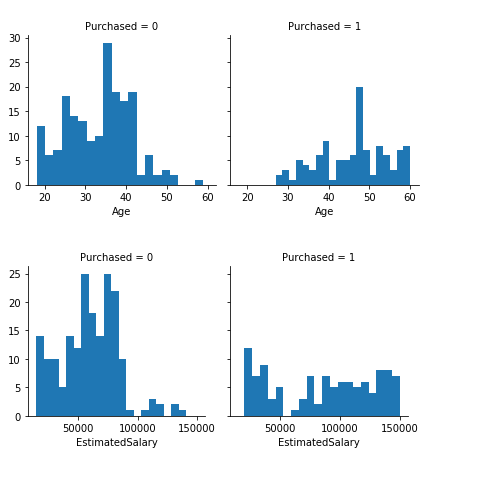 Purchased = 0
Purchased = 1
30
25
20
15
10
5
0
20 30 40 50 60
20 30 40 50 60
Age
Age
Purchased = 0
Purchased = 1
25
20
15
10
5
0
50000 100000 150000
50000 100000 150000
EstimatedSalary
EstimatedSalary